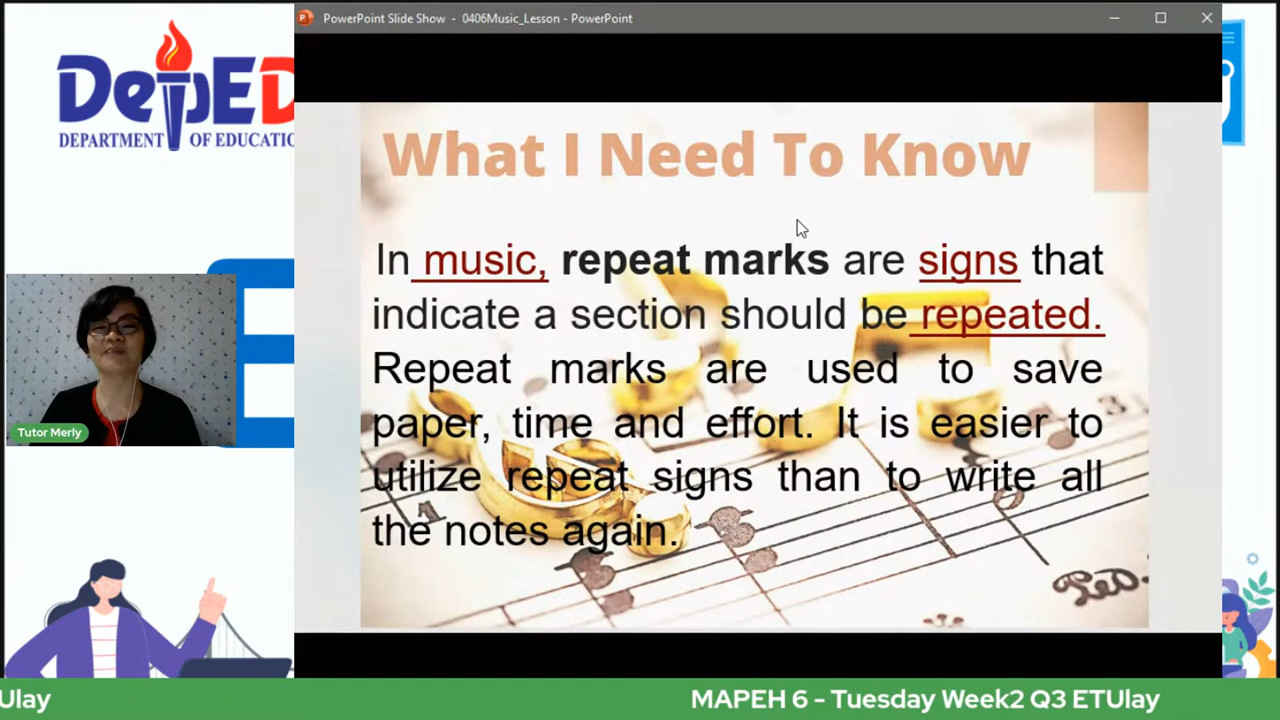 PowerPoint Slide Show - 0406Music_Lesson - PowerPoint
DepED
DEPARTMENT OF EDUCATIO
What I Need To Know
In music, repeat marks are signs that
indicate a section should be repeated.
Repeat marks are used to save
paper, time and effort. It is easier to
utilize repeat signs than to write all
the notes again.
Ped.
Tutor Merly
Ulay
MAPEH 6 - Tuesday Week2 Q3 ETUlay